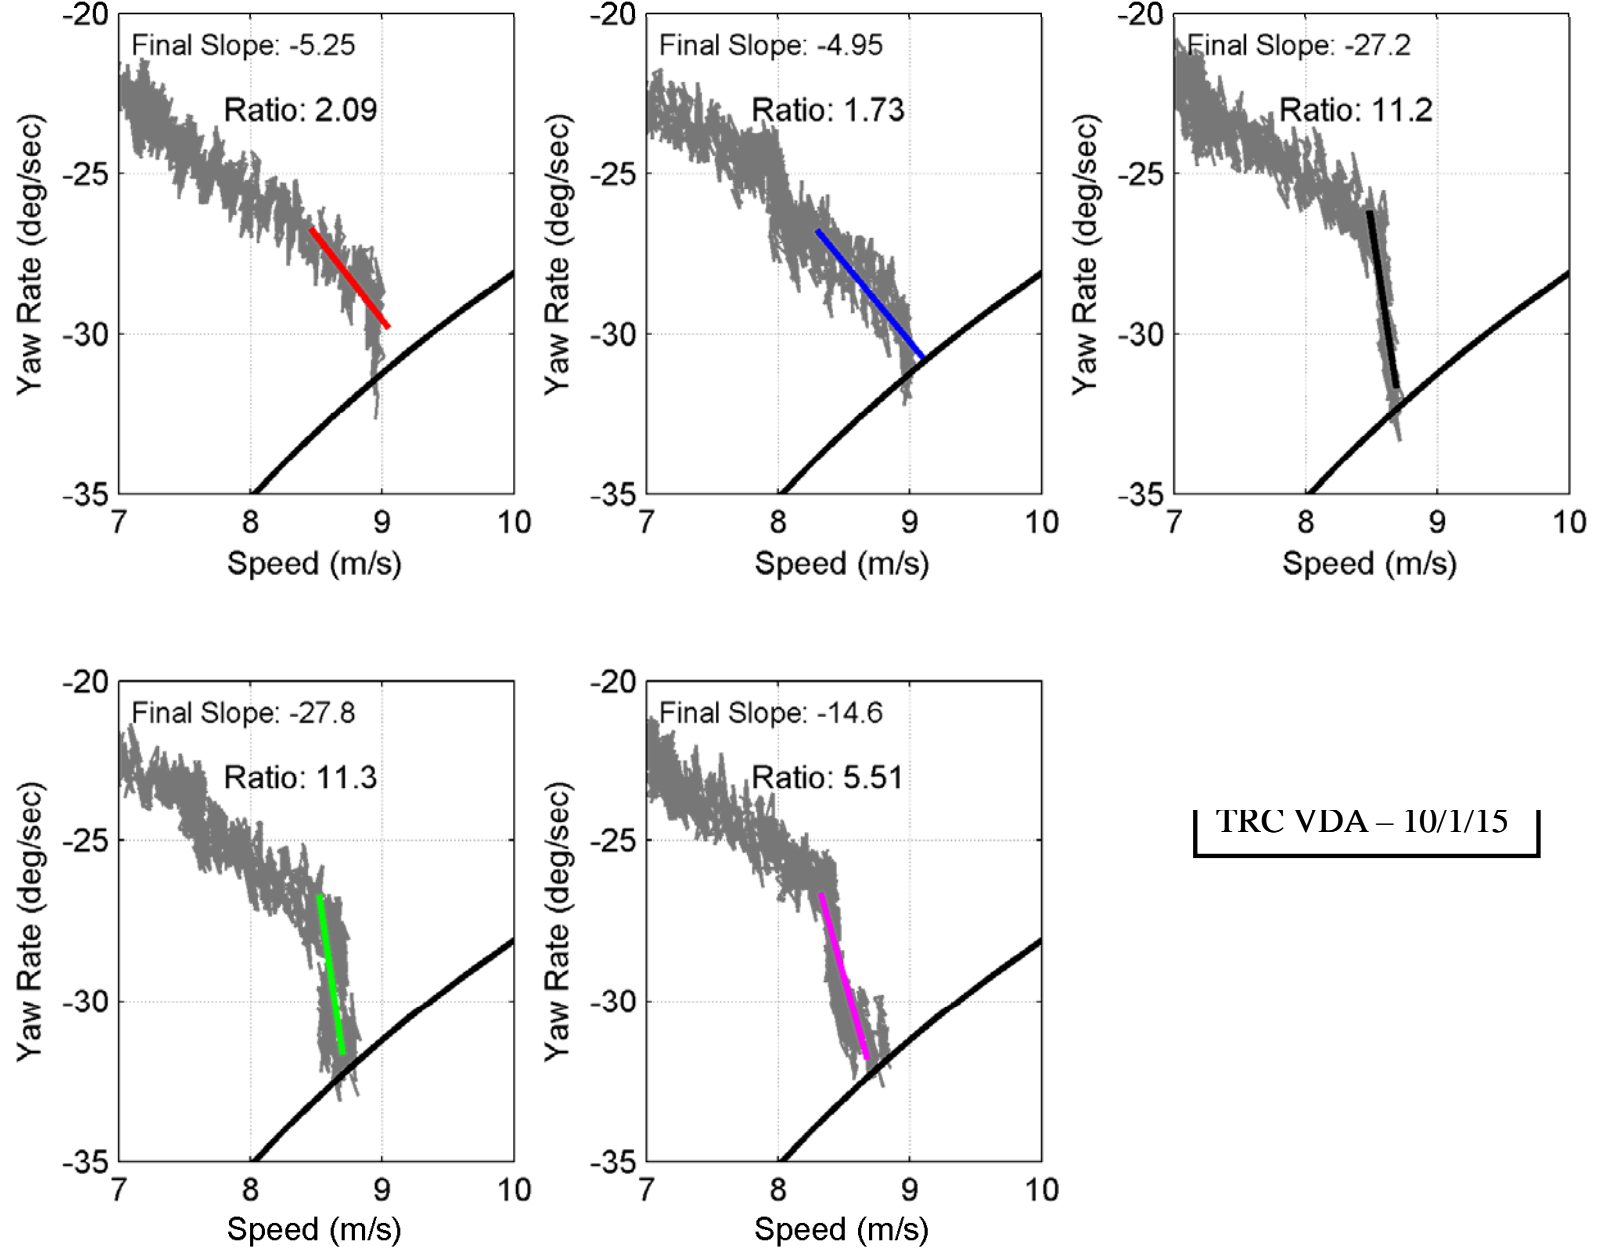 -20
-25
-30
-35
Final Slope: -5.25
Ratio: 2.09
Yaw Rate (deg/sec)
7 8 9 10
Speed (m/s)
-20
-25
-30
-35
Final Slope: -4.95
Ratio: 1.73
Yaw Rate (deg/sec)
7 8 9 10
Speed (m/s)
-20
-25
-30
-35
Final Slope: -27.2
Ratio: 11.2
Yaw Rate (deg/sec)
7 8 9 10
Speed (m/s)
-20
-25
-30
-35
Final Slope: -27.8
Ratio: 11.3
Yaw Rate (deg/sec)
7 8 9 10
Speed (m/s)
-20
-25
-30
-35
Final Slope: -14.6
Ratio: 5.51
Yaw Rate (deg/sec)
7 8 9 10
Speed (m/s)
TRC VDA – 10/1/15